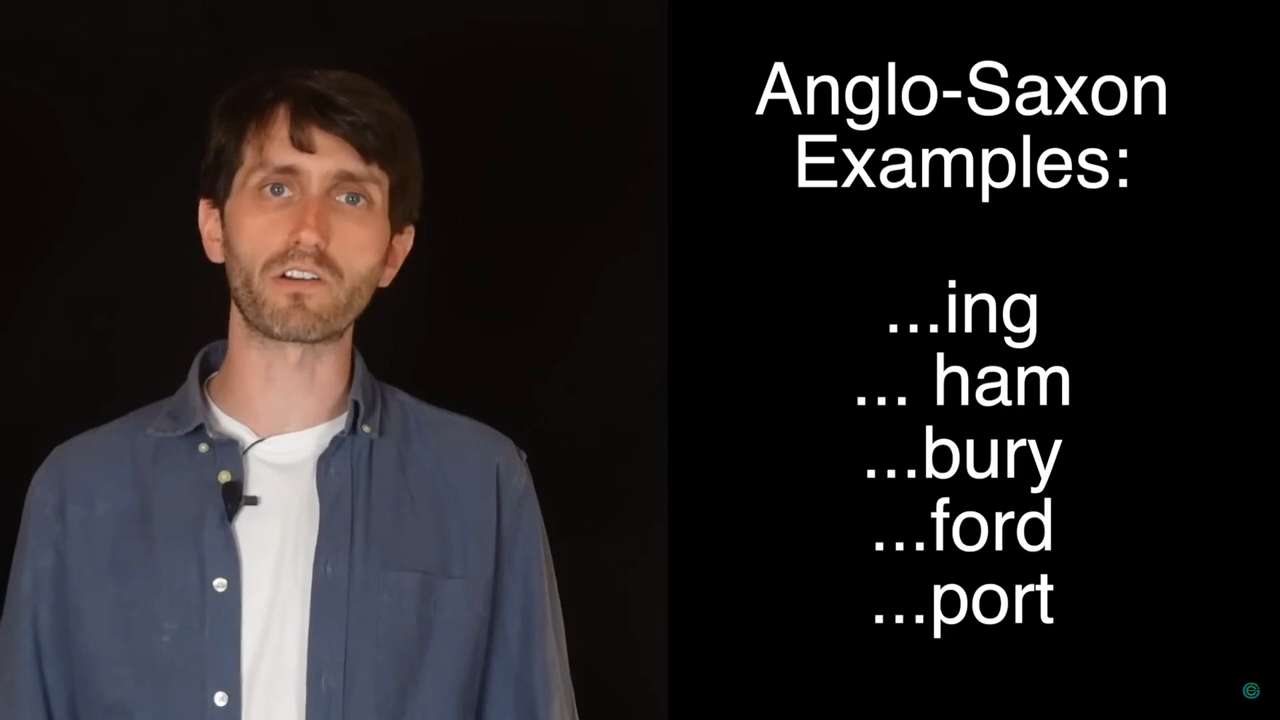 Anglo-Saxon
Examples:
...ing
... ham
...bury
...ford
...port